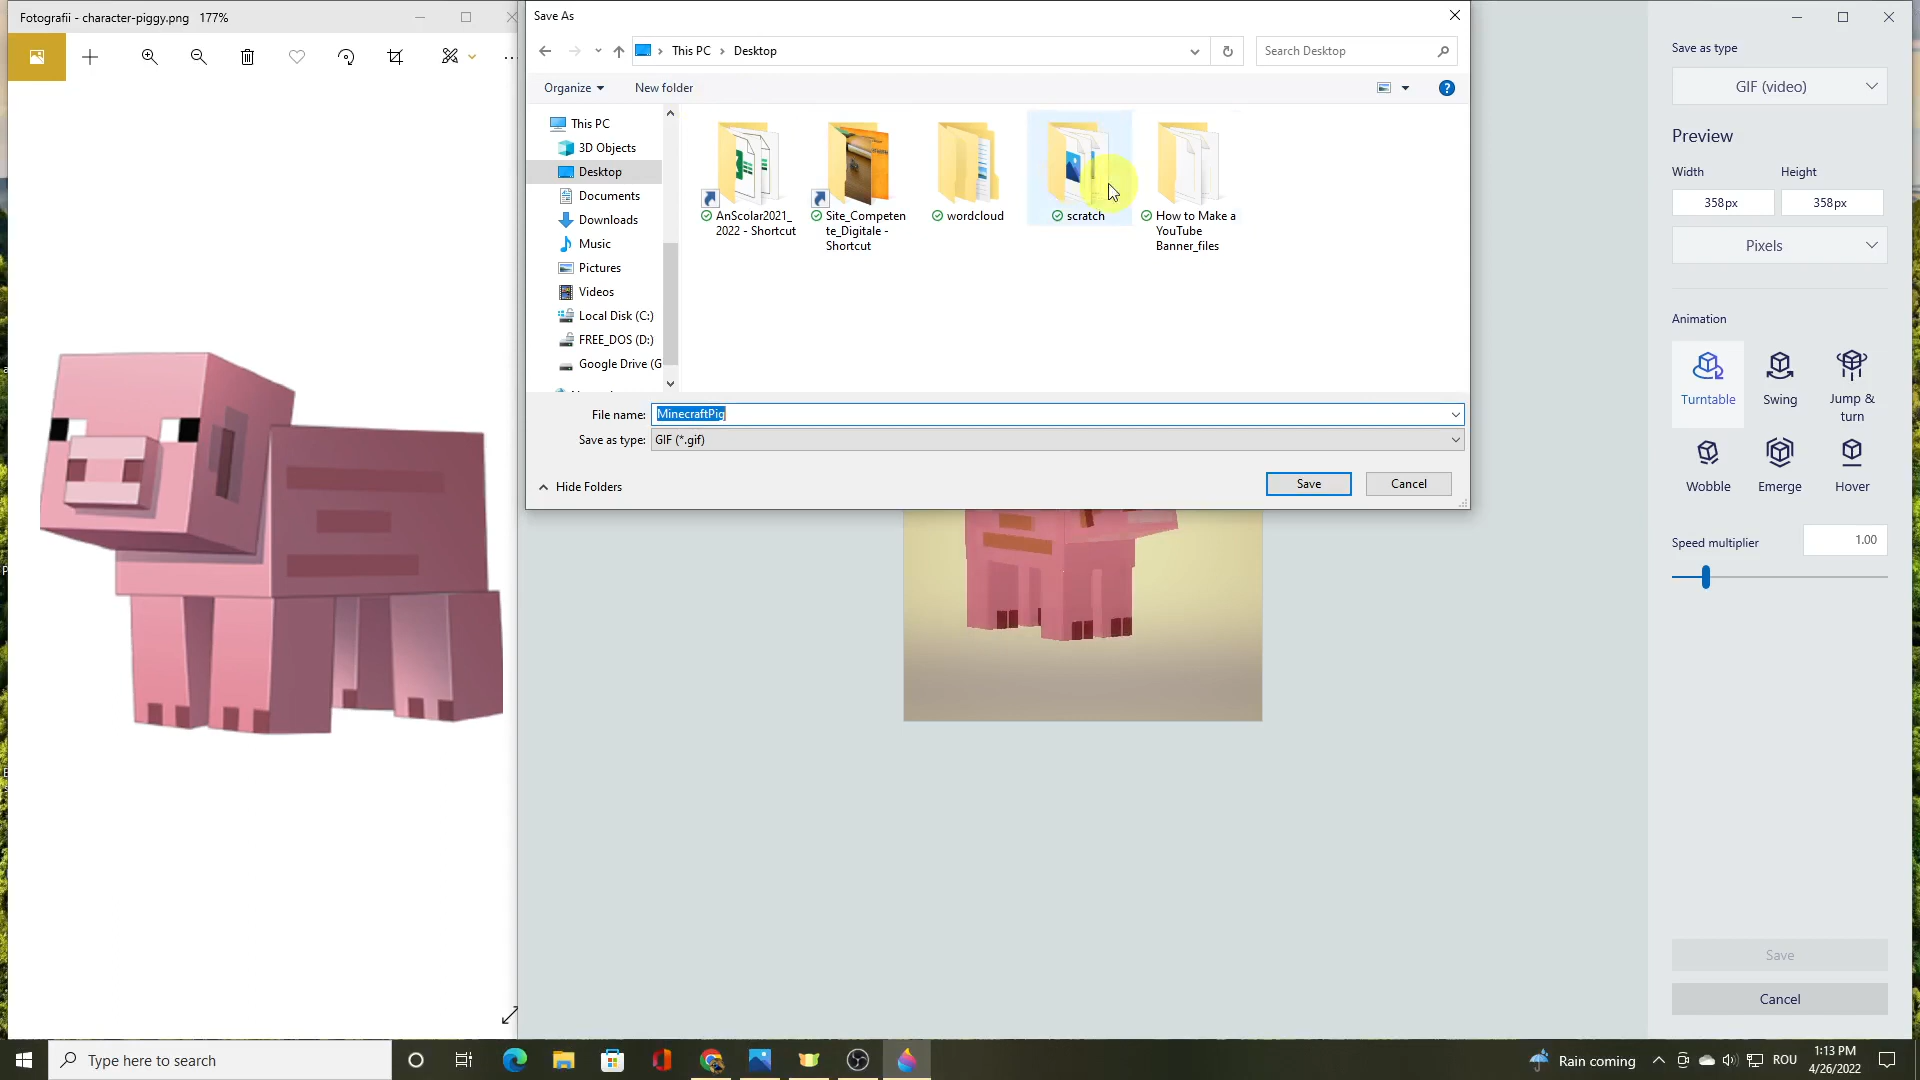 Fotografii - character-piggy.png 177%
Save As
This PC
Desktop
Search Desktop
Organize
New folder
This PC
3D Objects
Desktop
Documents
Downloads
Music
Pictures
Videos
Local Disk (C:)
FREE_DOS (D:)
Google Drive (G
AnScolar2021_
2022 - Shortcut
Site_Competen
te_Digitale -
Shortcut
wordcloud
scratch
How to Make a
YouTube
Banner_files
File name: MinecraftPig
Save as type: GIF (*.gif)
Hide Folders
Save
Cancel
Save as type
GIF (video)
Preview
Width
Height
358px
358px
Pixels
Animation
Turntable
Swing
Jump &
turn
Wobble
Emerge
Hover
Speed multiplier
1.00
Save
Cancel
Type here to search
Rain coming
ROU
1:13 PM
4/26/2022